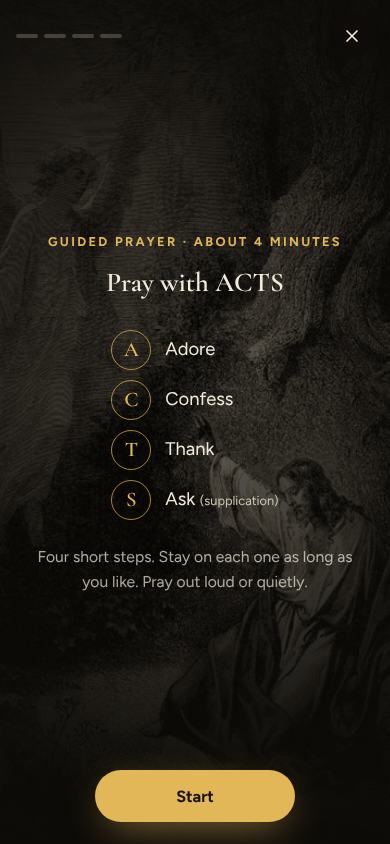 GUIDED PRAYER · ABOUT 4 MINUTES
Pray with ACTS
A Adore
C Confess
T Thank
S Ask (supplication)
Four short steps. Stay on each one as long as
you like. Pray out loud or quietly.
Start